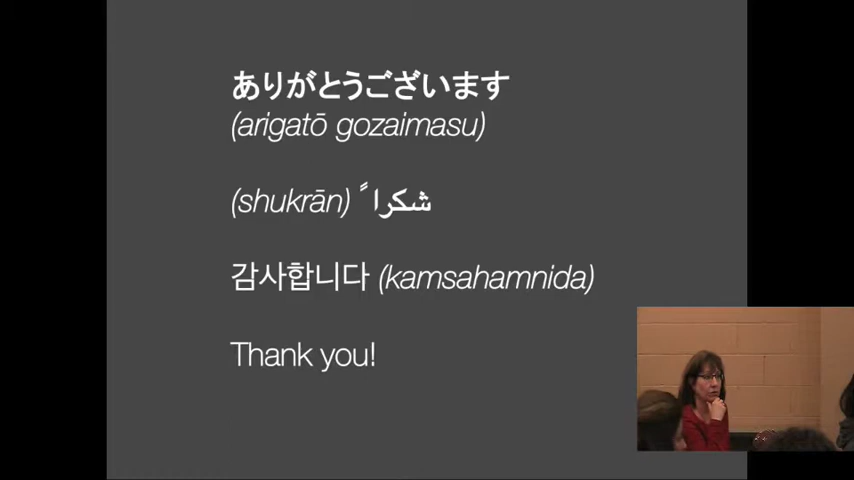 ありがとうございます
(arigatō gozaimasu)
(shukrān) شكرا ً
감사합니다 (kamsahamnida)
Thank you!